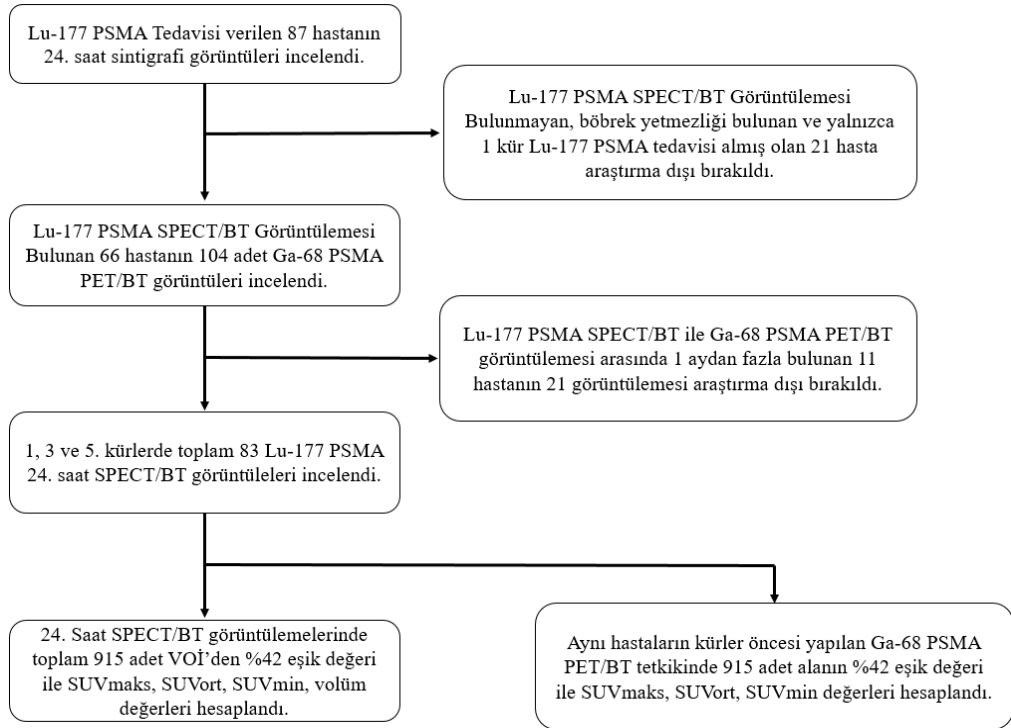 Lu-177 PSMA Tedavisi verilen 87 hastanın
24. saat sintigrafi görüntüleri incelendi.
Lu-177 PSMA SPECT/BT Görüntülemesi
Bulunmayan, böbrek yetmezliği bulunan ve yalnızca
1 kür Lu-177 PSMA tedavisi almış olan 21 hasta
araştırma dışı bırakıldı.
Lu-177 PSMA SPECT/BT Görüntülemesi
Bulunan 66 hastanın 104 adet Ga-68 PSMA
PET/BT görüntüleri incelendi.
Lu-177 PSMA SPECT/BT ile Ga-68 PSMA PET/BT
görüntülemesi arasında 1 aydan fazla bulunan 11
hastanın 21 görüntülemesi araştırma dışı bırakıldı.
1, 3 ve 5. kürlerde toplam 83 Lu-177 PSMA
24. saat SPECT/BT görüntüleleri incelendi.
24. Saat SPECT/BT görüntülemelerinde
toplam 915 adet VOİ’den %42 eşik değeri
ile SUVmaks, SUVort, SUVmin, volüm
değerleri hesaplandı.
Aynı hastaların kürler öncesi yapılan Ga-68 PSMA
PET/BT tetkikinde 915 adet alanın %42 eşik değeri
ile SUVmaks, SUVort, SUVmin değerleri hesaplandı.